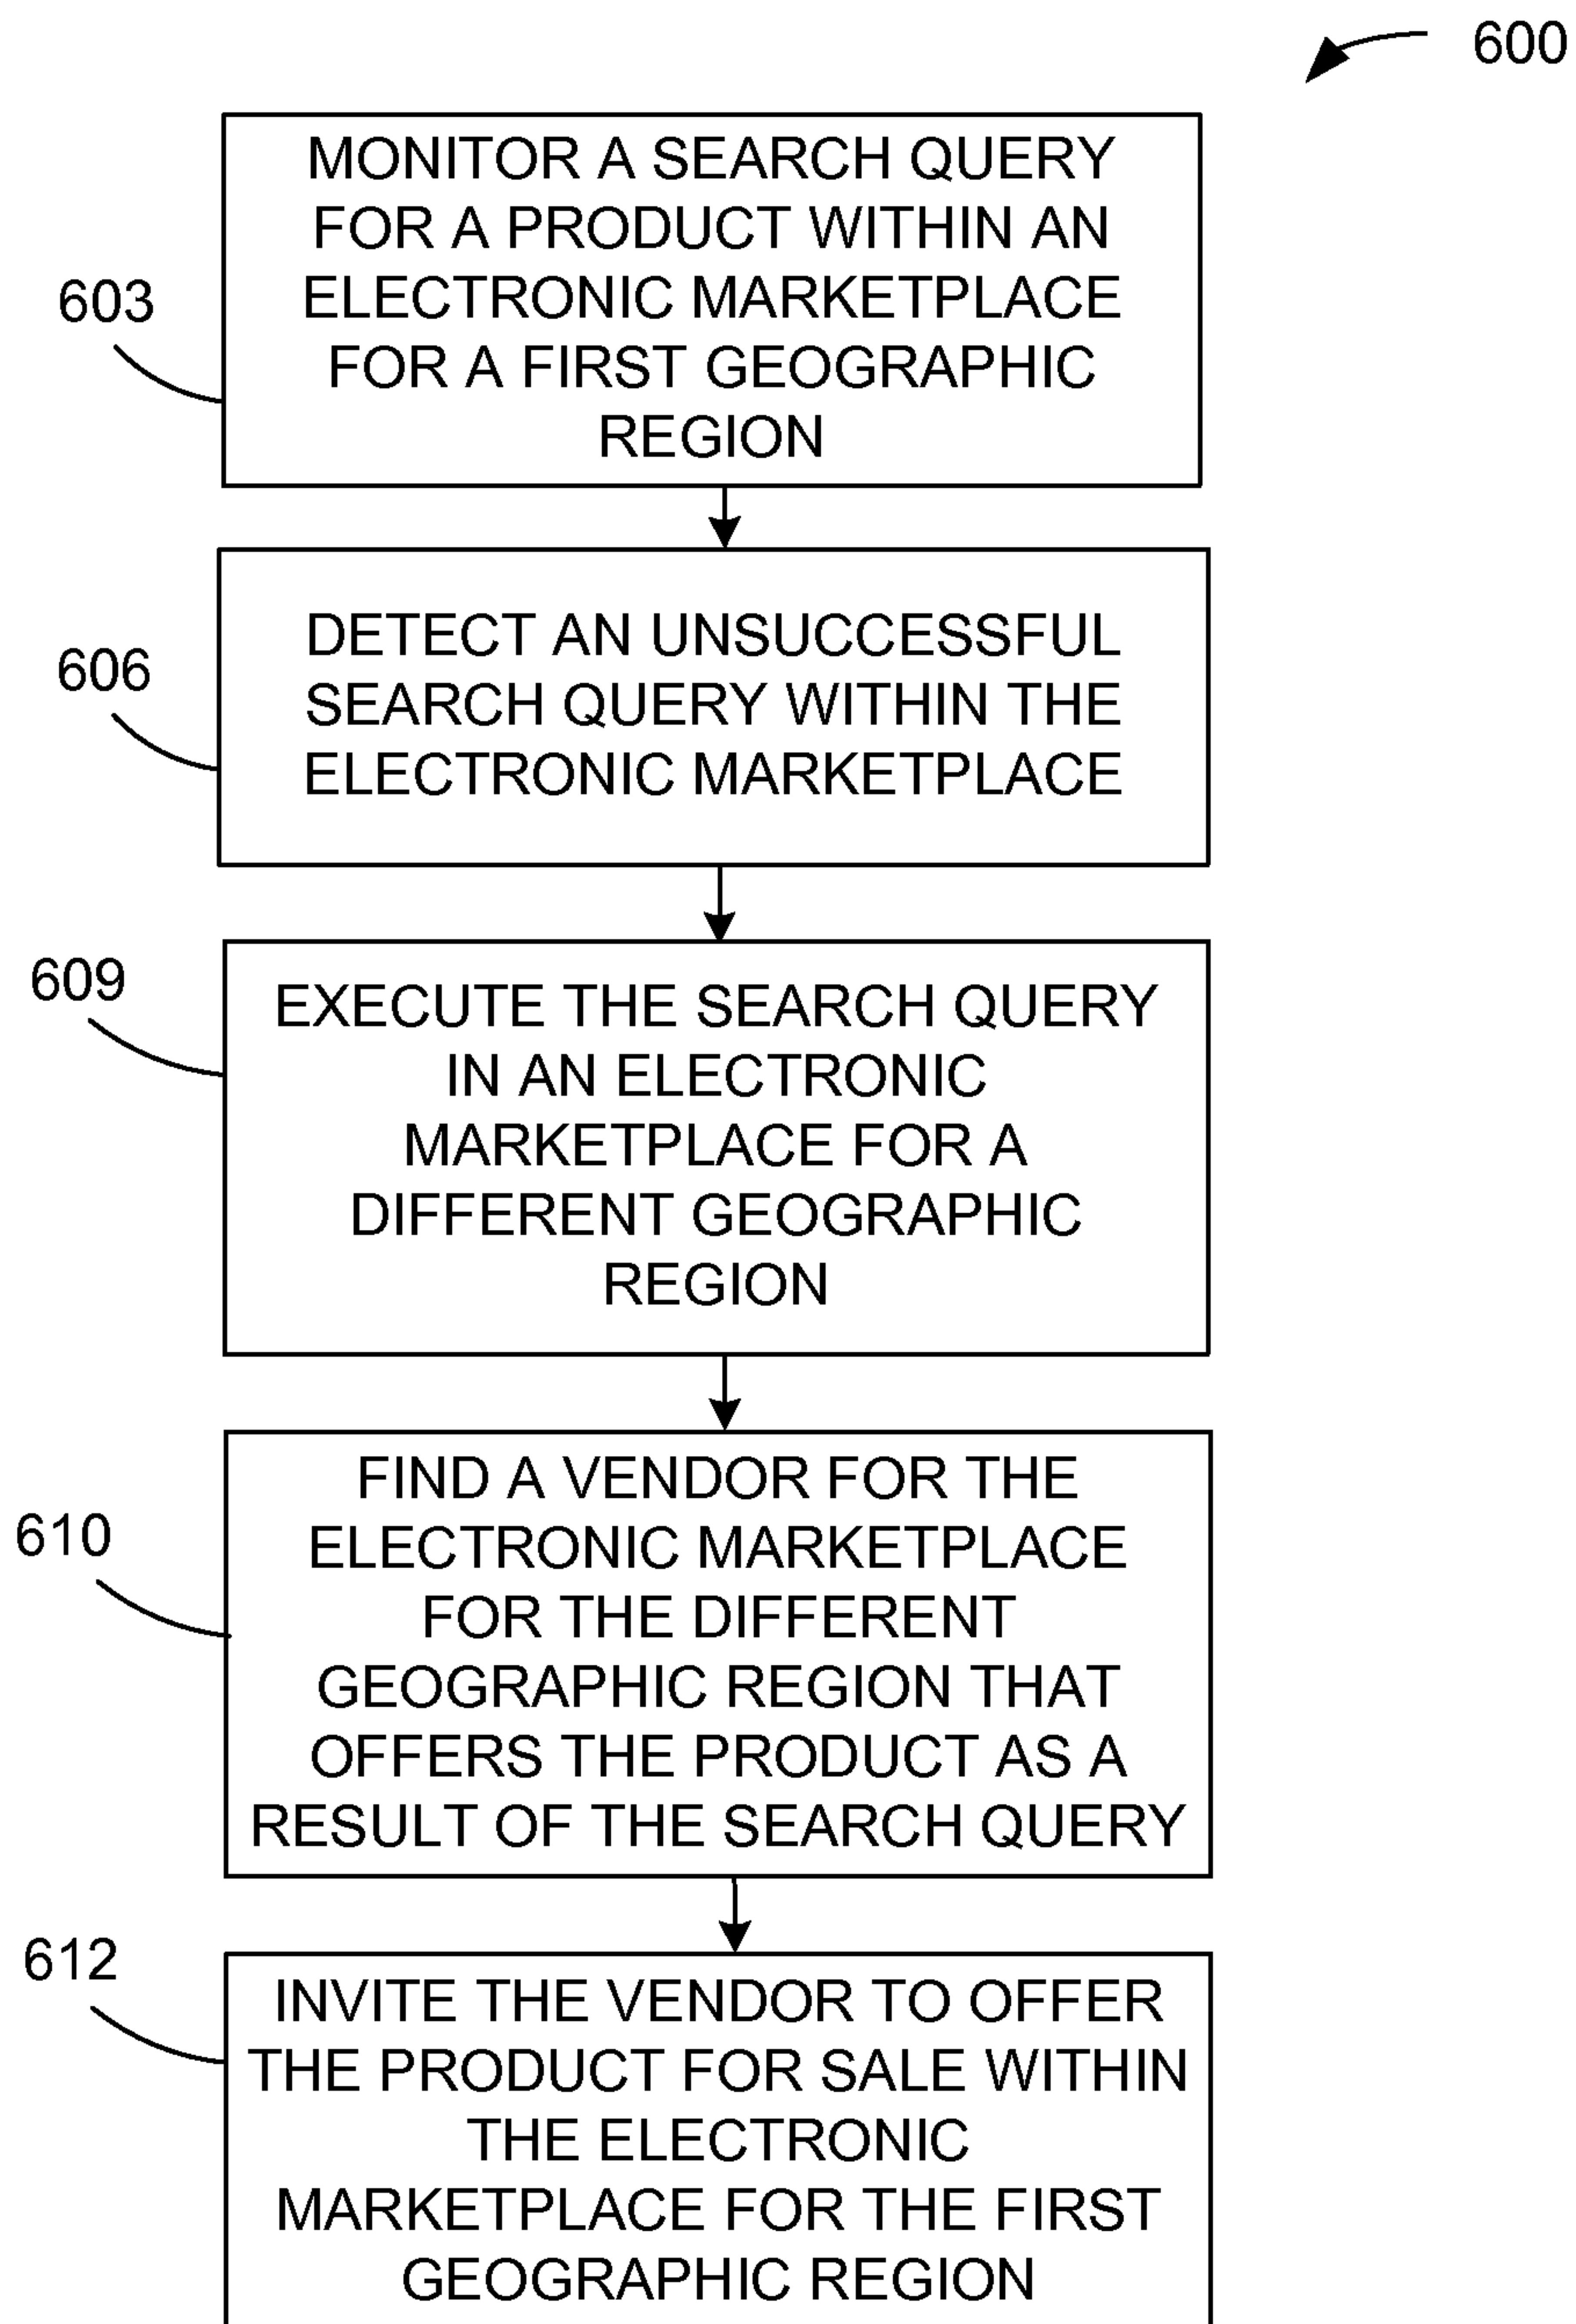 600
MONITOR A SEARCH QUERY
FOR A PRODUCT WITHIN AN
ELECTRONIC MARKETPLACE
FOR A FIRST GEOGRAPHIC
REGION
603
DETECT AN UNSUCCESSFUL
SEARCH QUERY WITHIN THE
ELECTRONIC MARKETPLACE
606
EXECUTE THE SEARCH QUERY
IN AN ELECTRONIC
MARKETPLACE FOR A
DIFFERENT GEOGRAPHIC
REGION
609
FIND A VENDOR FOR THE
ELECTRONIC MARKETPLACE
FOR THE DIFFERENT
GEOGRAPHIC REGION THAT
OFFERS THE PRODUCT AS A
RESULT OF THE SEARCH QUERY
610
INVITE THE VENDOR TO OFFER
THE PRODUCT FOR SALE WITHIN
THE ELECTRONIC
MARKETPLACE FOR THE FIRST
GEOGRAPHIC REGION
612